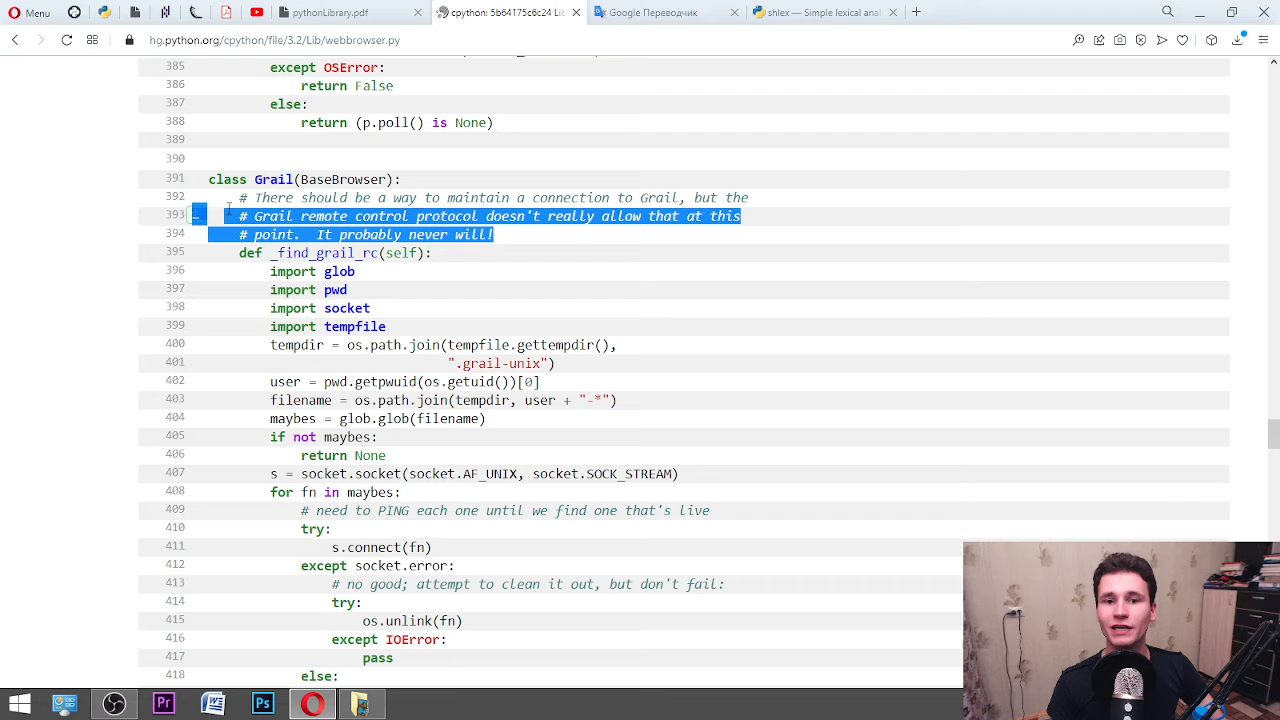 Menu
pythonLibrary.pdf
cpython: 5b64175c6c24 Lib
Google Переводчик
shlex — Simple lexical anal
hg.python.org/cpython/file/3.2/Lib/webbrowser.py
385 except OSError:
386 return False
387 else:
388 return (p.poll() is None)
389
390
391 class Grail(BaseBrowser):
392 # There should be a way to maintain a connection to Grail, but the
393 # Grail remote control protocol doesn't really allow that at this
394 # point. It probably never will!
395 def _find_grail_rc(self):
396 import glob
397 import pwd
398 import socket
399 import tempfile
400 tempdir = os.path.join(tempfile.gettempdir(),
401 ".grail-unix")
402 user = pwd.getpwuid(os.getuid())[0]
403 filename = os.path.join(tempdir, user + "-*")
404 maybes = glob.glob(filename)
405 if not maybes:
406 return None
407 s = socket.socket(socket.AF_UNIX, socket.SOCK_STREAM)
408 for fn in maybes:
409 # need to PING each one until we find one that's live
410 try:
411 s.connect(fn)
412 except socket.error:
413 # no good; attempt to clean it out, but don't fail:
414 try:
415 os.unlink(fn)
416 except IOError:
417 pass
418 else:
Pr
Ps